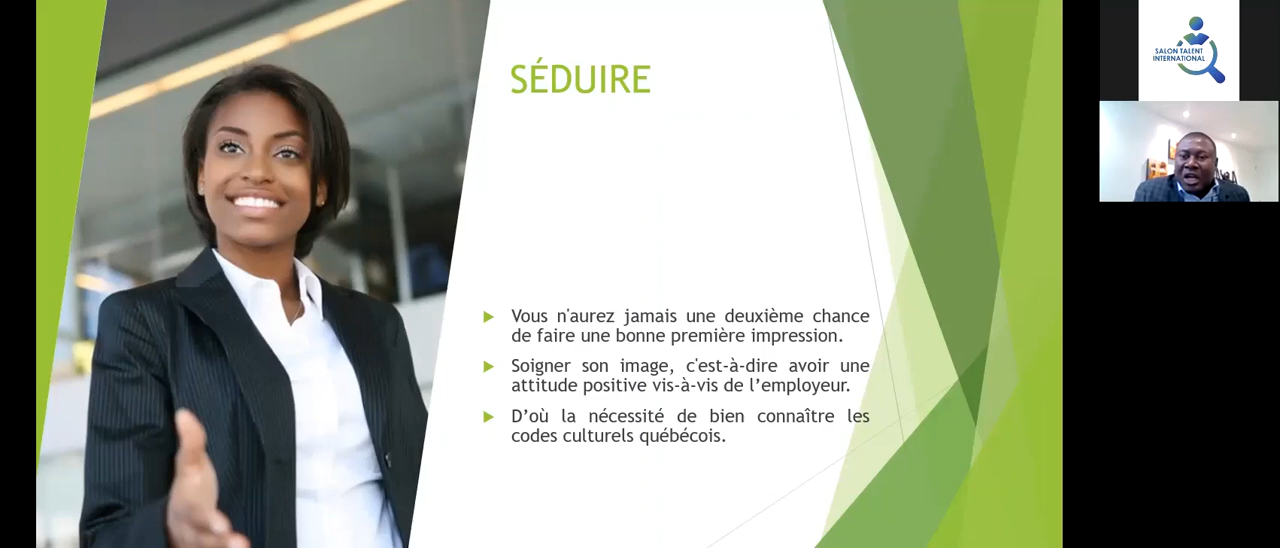 SÉDUIRE
Vous n'aurez jamais une deuxième chance
de faire une bonne première impression.
Soigner son image, c'est-à-dire avoir une
attitude positive vis-à-vis de l’employeur.
D’où la nécessité de bien connaître les
codes culturels québécois.
SALON TALENT
INTERNATIONAL